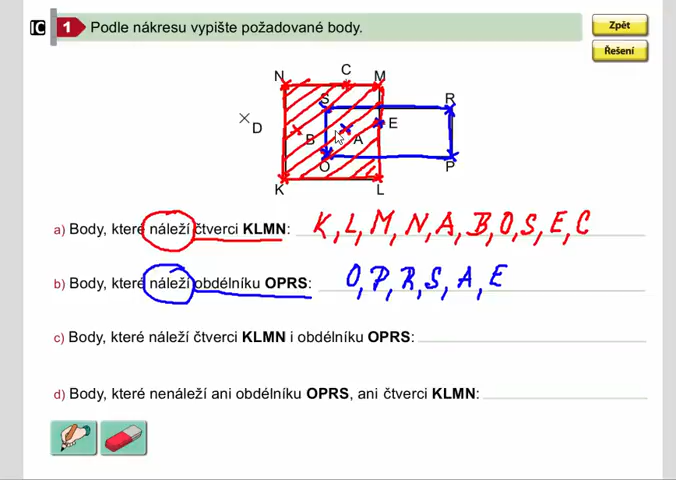 1 Podle nákresu vypište požadované body.
Zpět
Řešení
N C M
S R
D B A E
O P
K L
a) Body, které náleží čtverci KLMN: K, L, M, N, A, B, O, S, E, C
b) Body, které náleží obdélníku OPRS: O, P, R, S, A, E
c) Body, které náleží čtverci KLMN i obdélníku OPRS:
d) Body, které nenáleží ani obdélníku OPRS, ani čtverci KLMN: